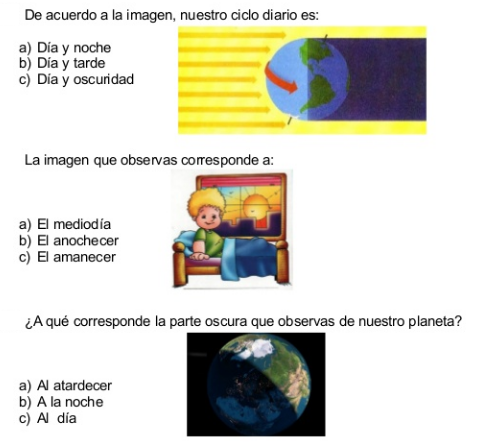 De acuerdo a la imagen, nuestro ciclo diario es:
a) Día y noche
b) Día y tarde
c) Día y oscuridad
La imagen que observas corresponde a:
a) El mediodía
b) El anochecer
c) El amanecer
¿A qué corresponde la parte oscura que observas de nuestro planeta?
a) Al atardecer
b) A la noche
c) Al día